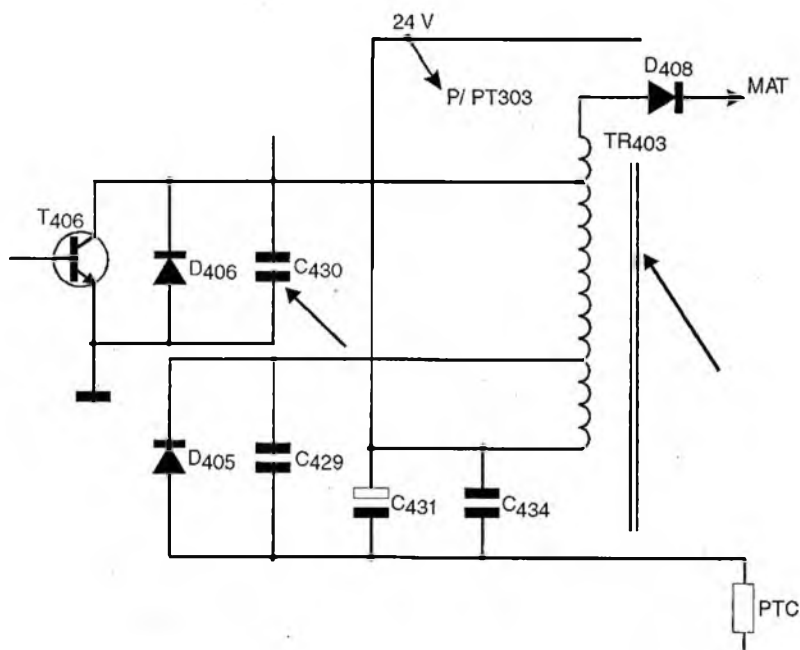 24 V
D408
MAT
P/ PT303
TR403
T406
D406
C430
D405
C429
C431
C434
PTC